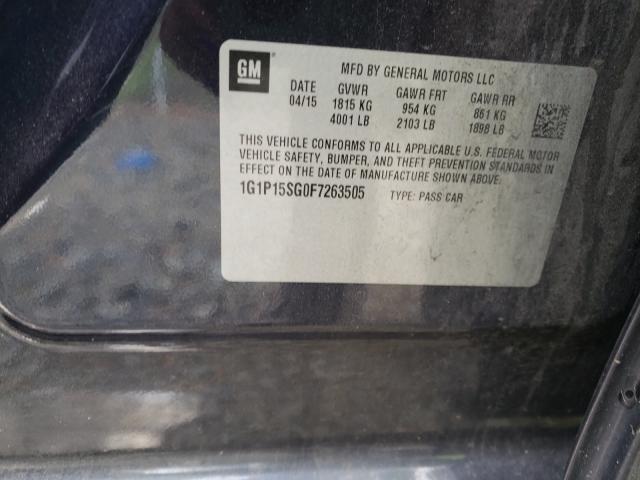 GM
MFD BY GENERAL MOTORS LLC
DATE GVWR GAWR FRT GAWR RR
04/15 1815 KG 954 KG 861 KG
4001 LB 2103 LB 1898 LB
THIS VEHICLE CONFORMS TO ALL APPLICABLE U.S. FEDERAL MOTOR
VEHICLE SAFETY, BUMPER, AND THEFT PREVENTION STANDARDS IN
EFFECT ON THE DATE OF MANUFACTURE SHOWN ABOVE:
1G1P15SG0F7263505 TYPE: PASS CAR